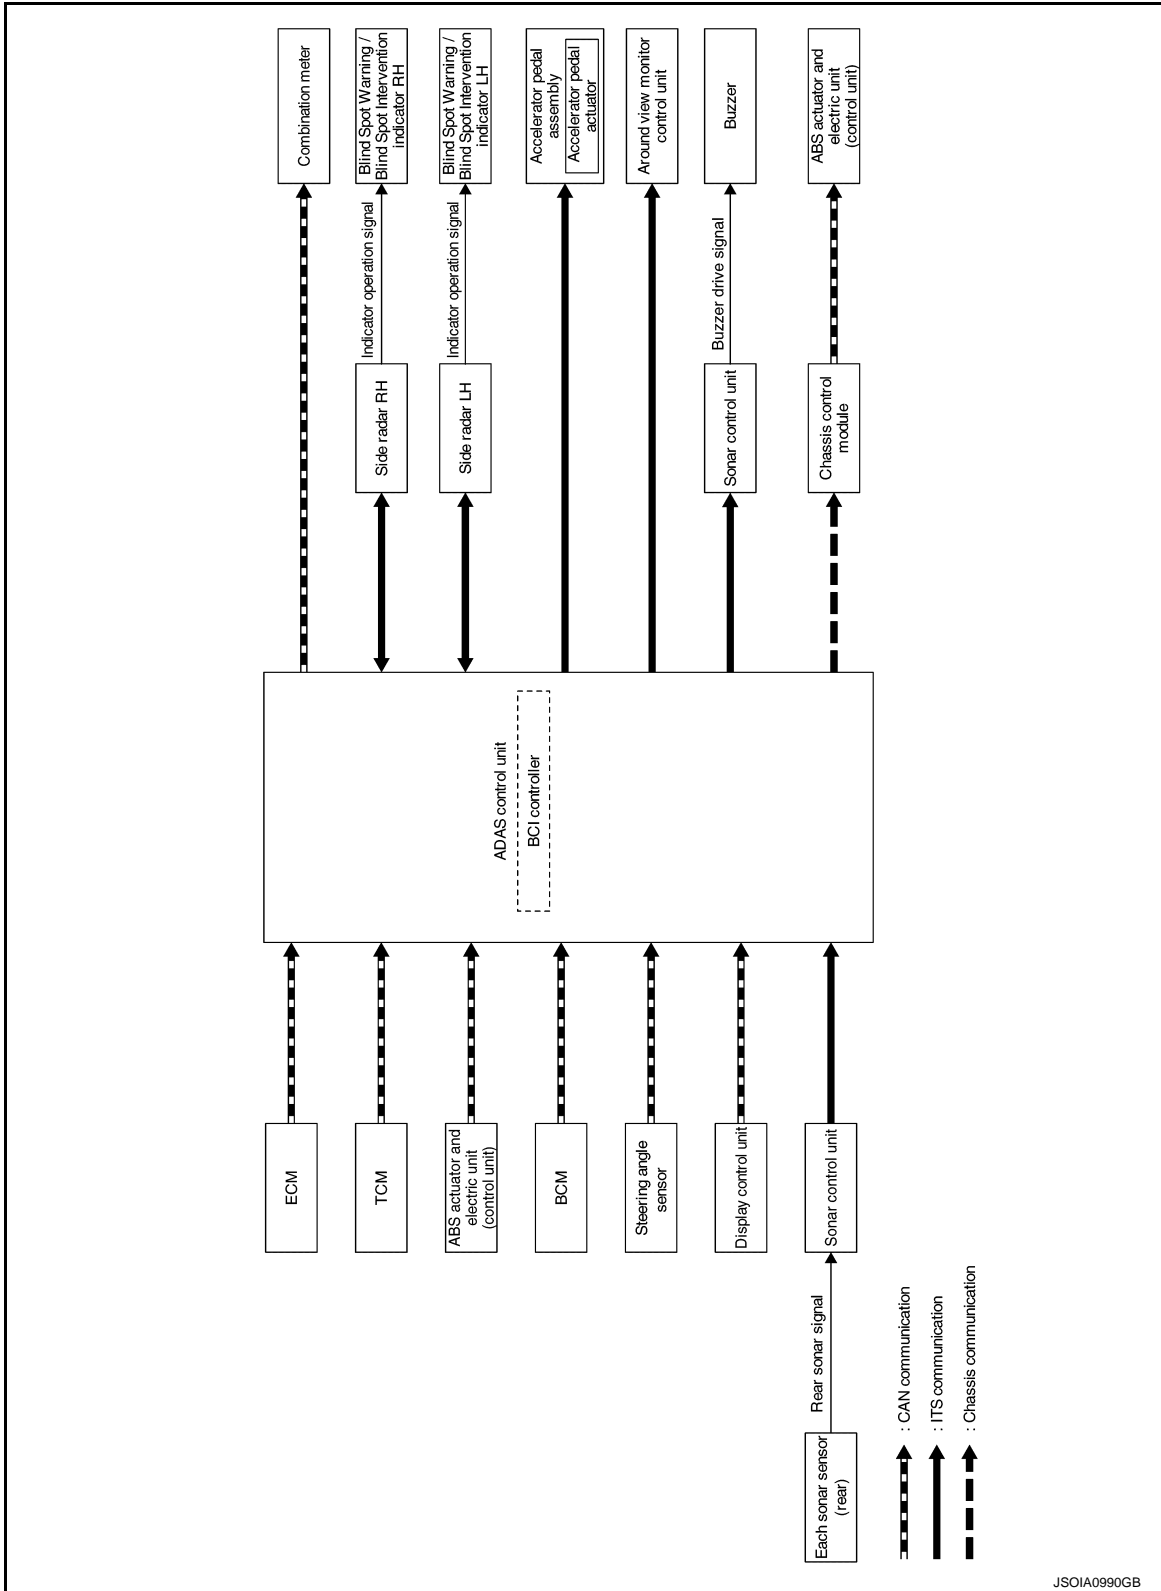 Combination meter
Blind Spot Warning /
Blind Spot Intervention
indicator RH
Blind Spot Warning /
Blind Spot Intervention
indicator LH
Accelerator pedal
assembly
Accelerator pedal
actuator
Around view monitor
control unit
Buzzer
ABS actuator and
electric unit
(control unit)
Indicator operation signal
Indicator operation signal
Buzzer drive signal
Side radar RH
Side radar LH
Sonar control unit
Chassis control
module
ADAS control unit
BCI controller
ECM
TCM
ABS actuator and
electric unit
(control unit)
BCM
Steering angle
sensor
Display control unit
Sonar control unit
Rear sonar signal
Each sonar sensor
(rear)
: CAN communication
: ITS communication
: Chassis communication
JSOIA0990GB